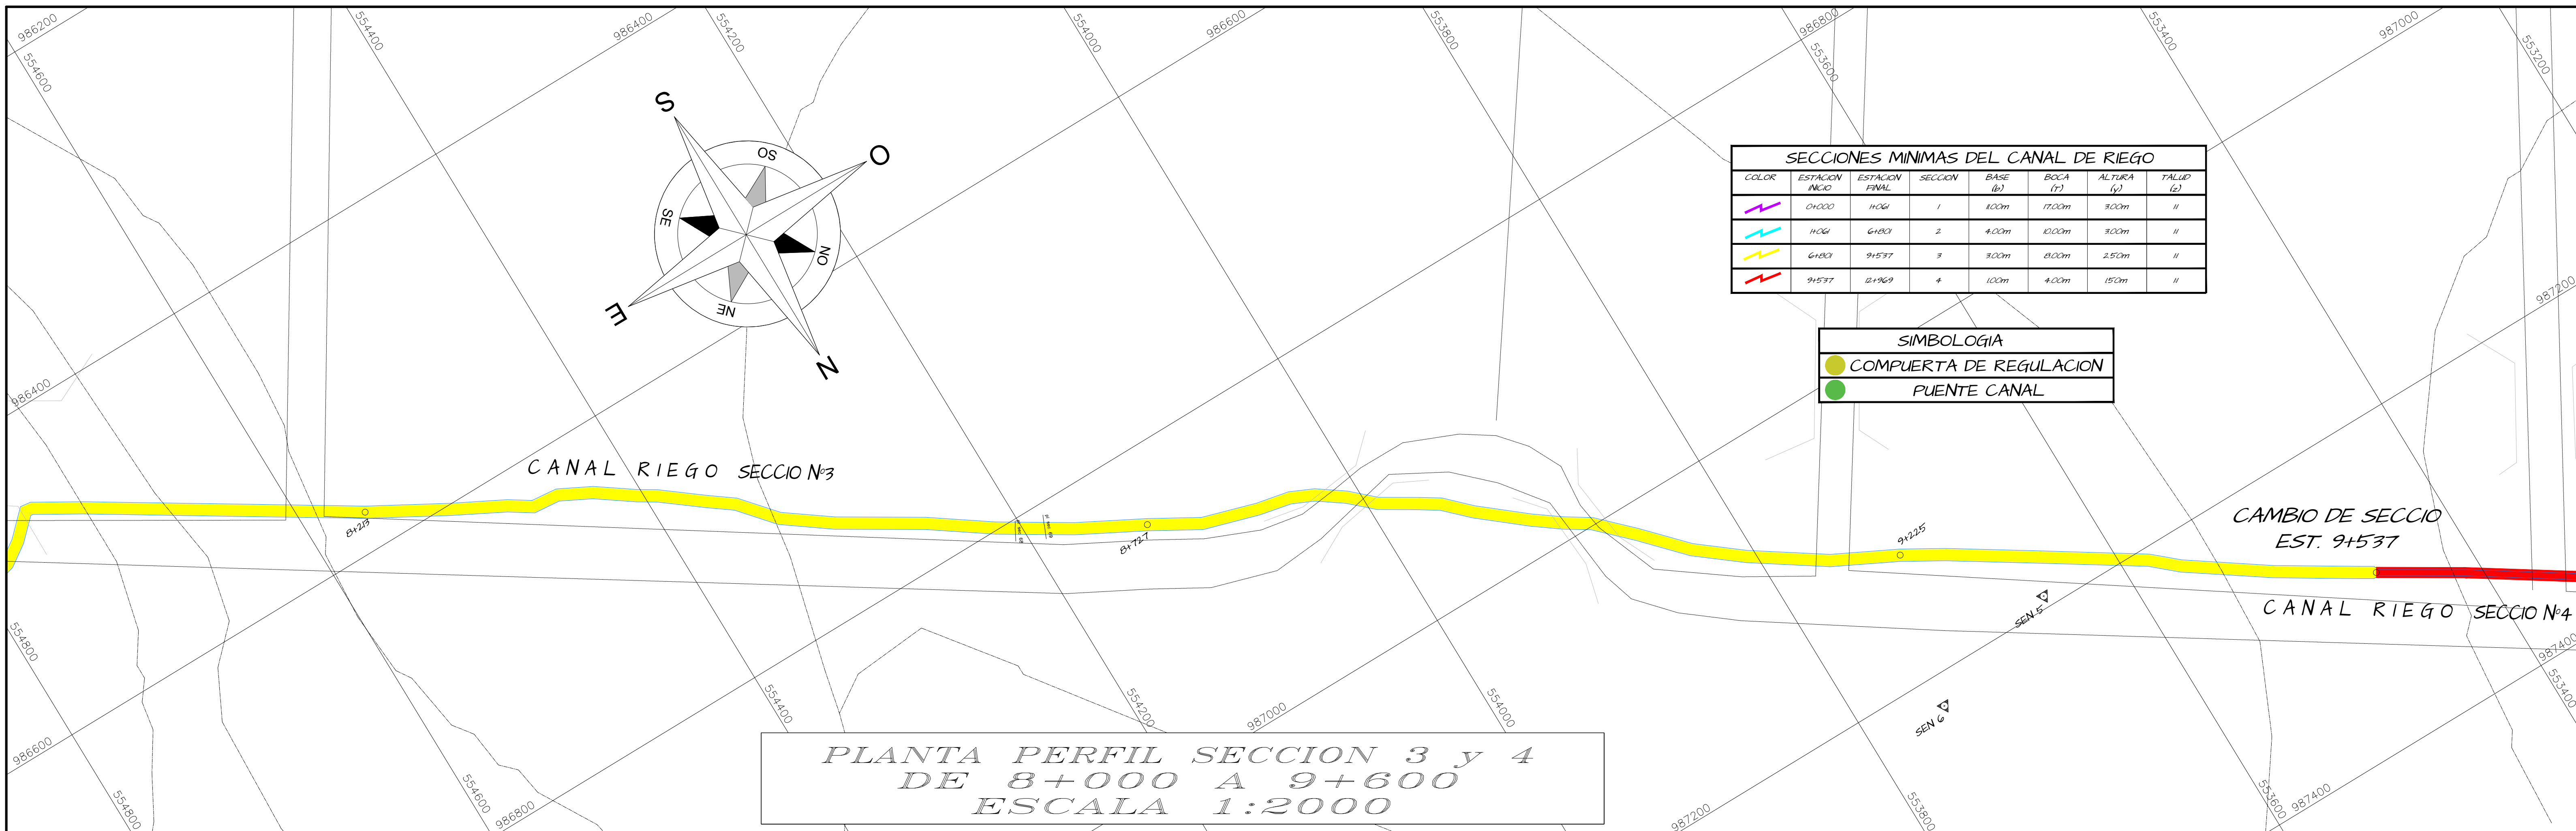 986200
554600
554400
986400
554200
986600
554000
553800
986800
553600
553400
987000
553200
S
O
SO
SE
NO
NE
E
N
SECCIONES MINIMAS DEL CANAL DE RIEGO
COLOR ESTACION INICIO ESTACION FINAL SECCION BASE (b) BOCA (T) ALTURA (y) TALUD (z)
0+000 1+061 1 11.00m 17.00m 3.00m 1:1
1+061 6+801 2 4.00m 10.00m 3.00m 1:1
6+801 9+537 3 3.00m 8.00m 2.50m 1:1
9+537 12+969 4 1.00m 4.00m 1.50m 1:1
987200
SIMBOLOGIA
COMPUERTA DE REGULACION
PUENTE CANAL
986400
CANAL RIEGO SECCIO Nº3
8+213
8+727
9+225
CAMBIO DE SECCIO
EST. 9+537
CANAL RIEGO SECCIO Nº4
SEN 5
SEN 6
554800
987400
553400
554400
554200
987000
554000
986600
554800
554600
986800
987200
553800
553600
987400
PLANTA PERFIL SECCION 3 y 4
DE 8+000 A 9+600
ESCALA 1:2000